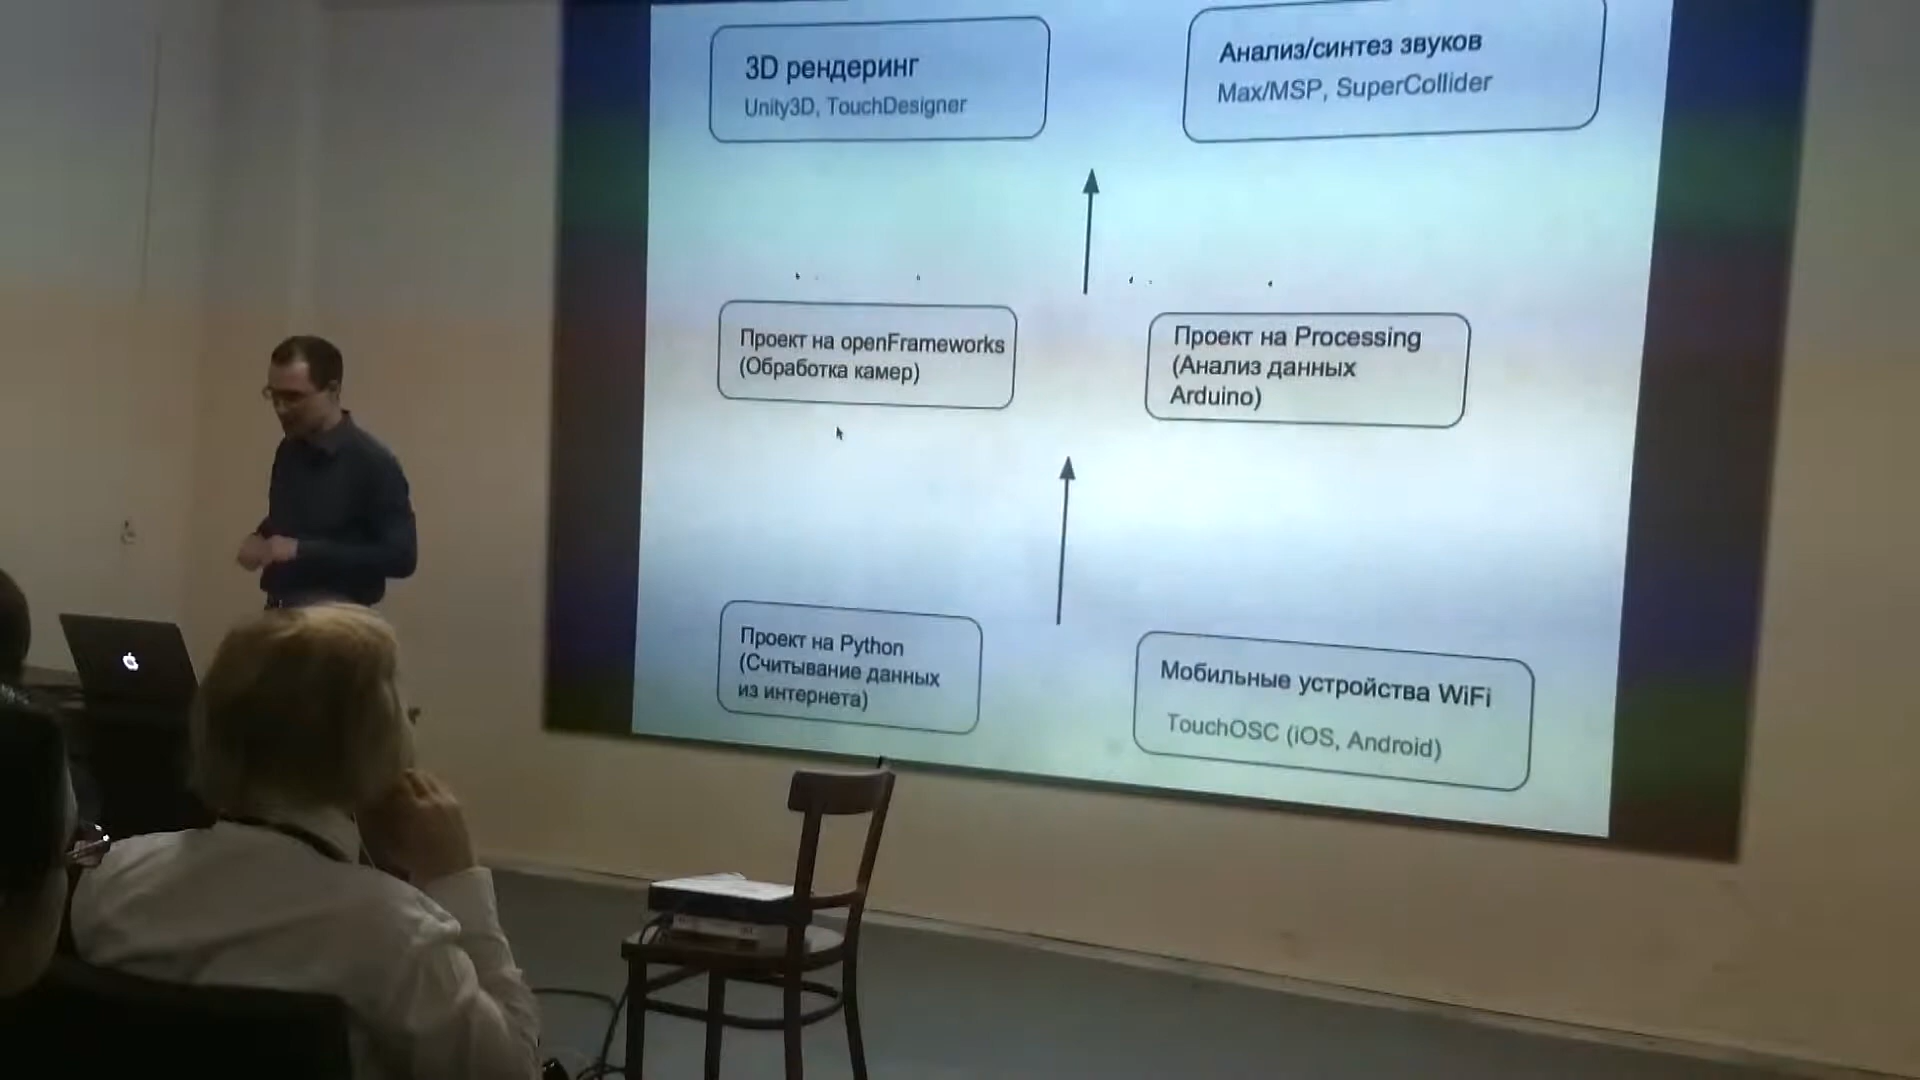 3D рендеринг
Unity3D, TouchDesigner
Анализ/синтез звуков
Max/MSP, SuperCollider
Проект на openFrameworks
(Обработка камер)
Проект на Processing
(Анализ данных
Arduino)
Проект на Python
(Считывание данных
из интернета)
Мобильные устройства WiFi
TouchOSC (iOS, Android)